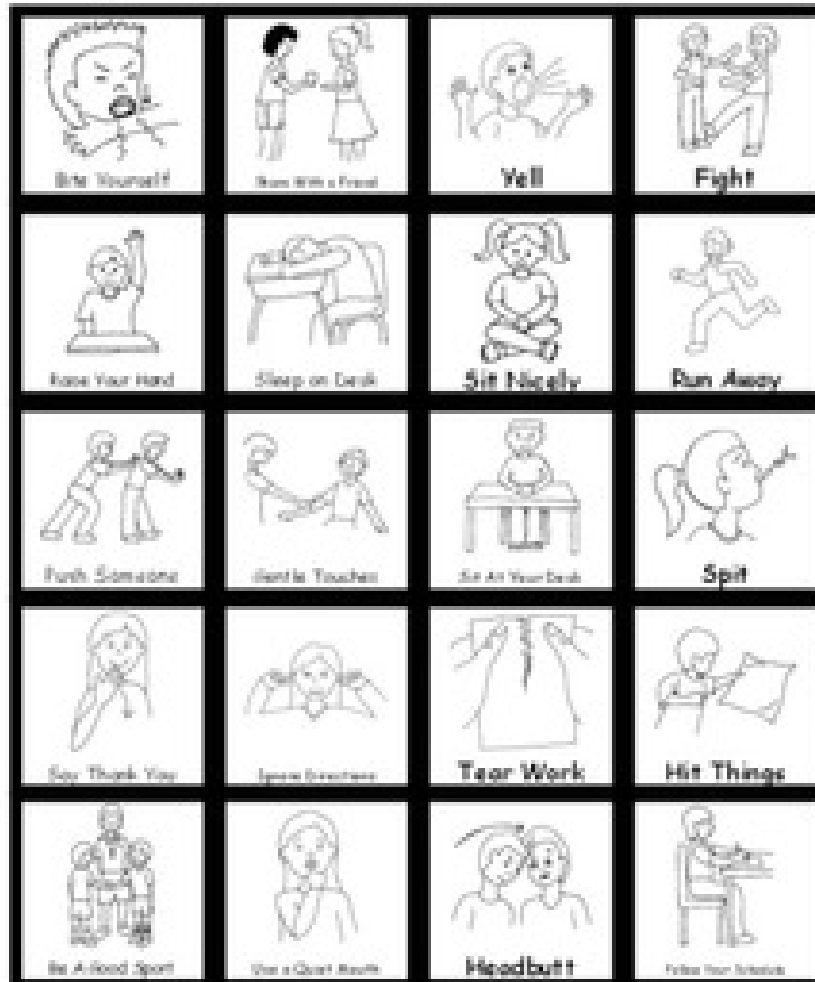 Bite Yourself
Share With a Friend
Yell
Fight
Raise Your Hand
Sleep on Desk
Sit Nicely
Run Away
Push Someone
Gentle Touches
Sit At Your Desk
Spit
Say Thank You
Ignore Directions
Tear Work
Hit Things
Be A Good Sport
Use a Quiet Mouth
Headbutt
Follow Your Schedule